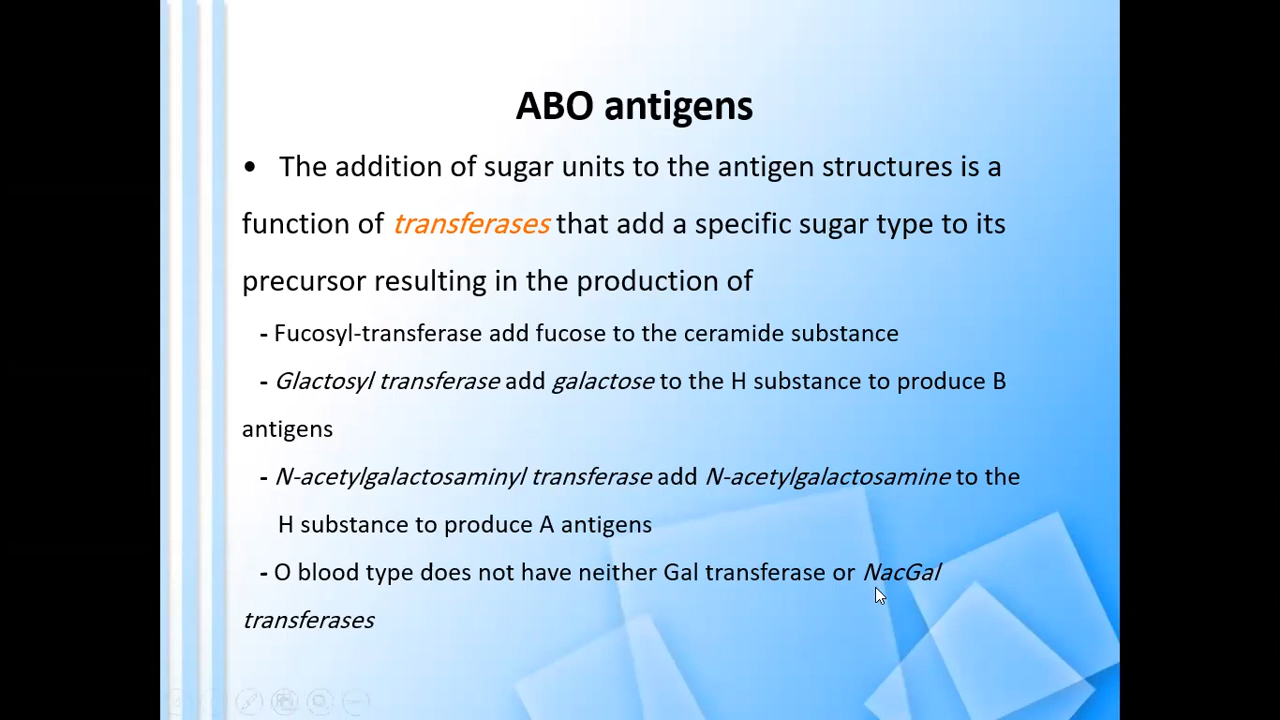 ABO antigens
• The addition of sugar units to the antigen structures is a
function of transferases that add a specific sugar type to its
precursor resulting in the production of
- Fucosyl-transferase add fucose to the ceramide substance
- Glactosyl transferase add galactose to the H substance to produce B
antigens
- N-acetylgalactosaminyl transferase add N-acetylgalactosamine to the
H substance to produce A antigens
- O blood type does not have neither Gal transferase or NacGal
transferases